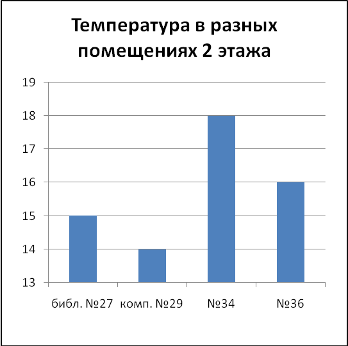 Температура в разных
помещениях 2 этажа
19
18
17
16
15
14
13
библ. №27 комп. №29 №34 №36